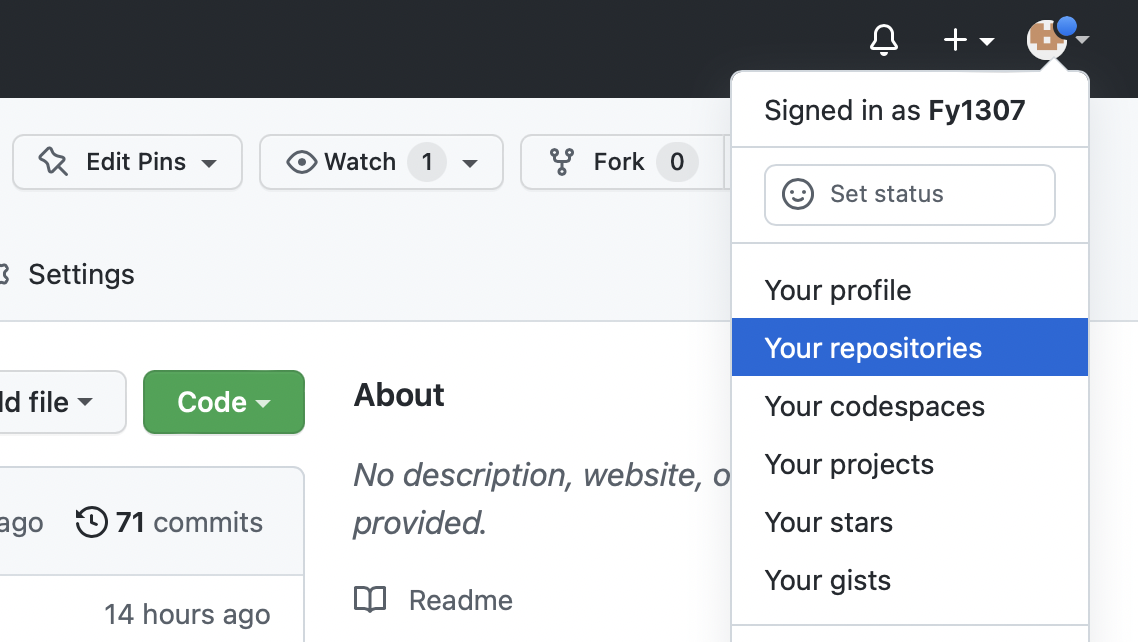 Signed in as Fy1307
Edit Pins
Watch 1
Fork 0
Set status
Settings
Your profile
Your repositories
Your codespaces
Your projects
Your stars
Your gists
ld file
Code
About
No description, website, o
provided.
ago
71 commits
14 hours ago
Readme